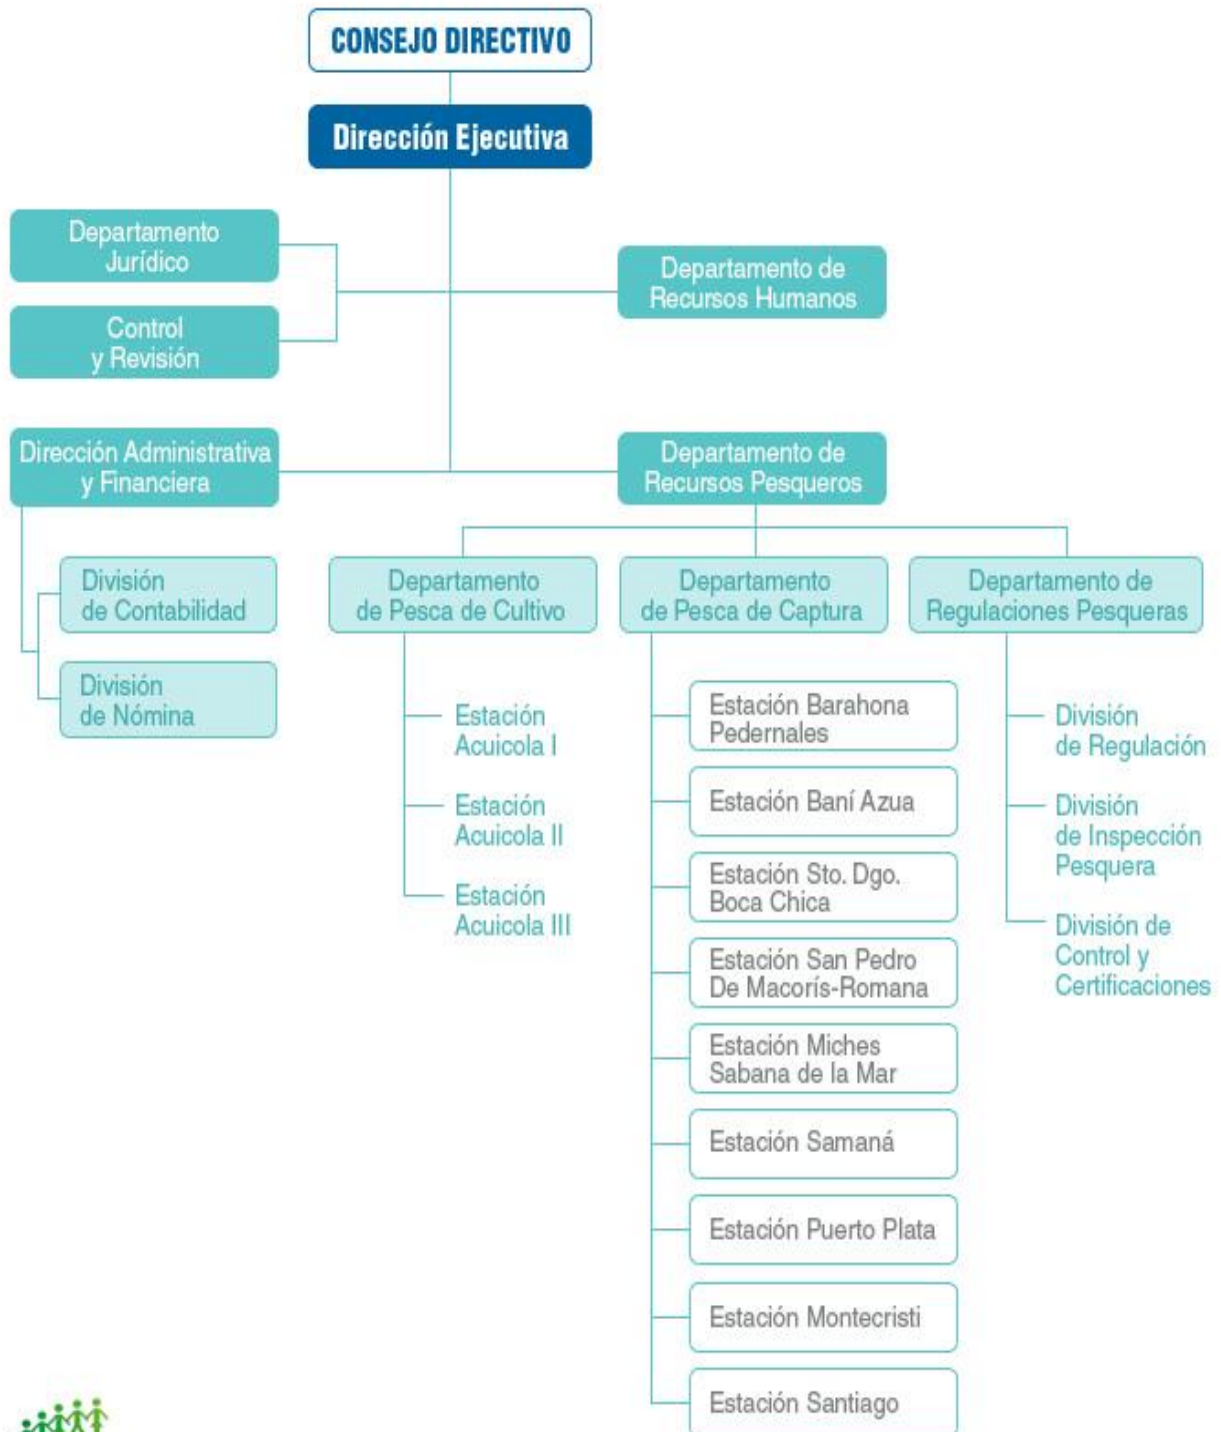 CONSEJO DIRECTIVO
Dirección Ejecutiva
Departamento
Jurídico
Control
y Revisión
Departamento de
Recursos Humanos
Dirección Administrativa
y Financiera
División
de Contabilidad
División
de Nómina
Departamento de
Recursos Pesqueros
Departamento
de Pesca de Cultivo
Estación
Acuicola I
Estación
Acuicola II
Estación
Acuicola III
Departamento
de Pesca de Captura
Estación Barahona
Pedernales
Estación Baní Azua
Estación Sto. Dgo.
Boca Chica
Estación San Pedro
De Macorís-Romana
Estación Miches
Sabana de la Mar
Estación Samaná
Estación Puerto Plata
Estación Montecristi
Estación Santiago
Departamento de
Regulaciones Pesqueras
División
de Regulación
División
de Inspección
Pesquera
División de
Control y
Certificaciones